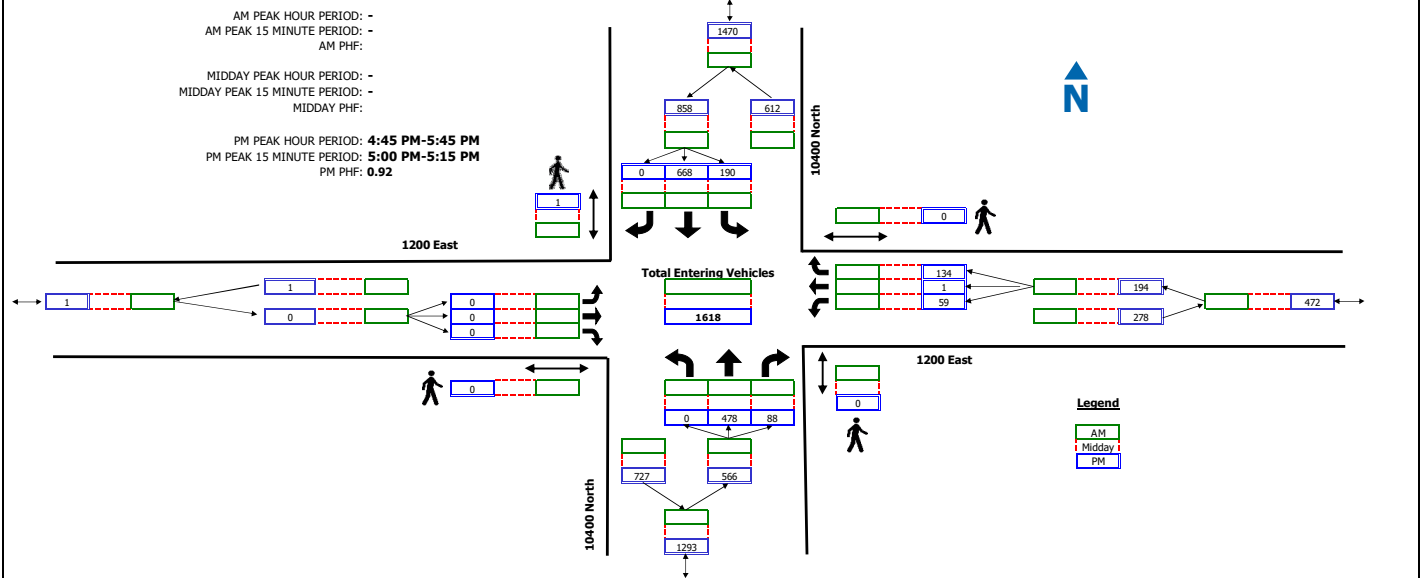 AM PEAK HOUR PERIOD: -
AM PEAK 15 MINUTE PERIOD: -
AM PHF:
MIDDAY PEAK HOUR PERIOD: -
MIDDAY PEAK 15 MINUTE PERIOD: -
MIDDAY PHF:
PM PEAK HOUR PERIOD: 4:45 PM-5:45 PM
PM PEAK 15 MINUTE PERIOD: 5:00 PM-5:15 PM
PM PHF: 0.92
1470
858 612
0 668 190
10400 North
N
1
0
1200 East
Total Entering Vehicles
1618
1
1
0
0
0
0
134
1
59
194
278
472
1200 East
0
0 478 88
727 566
1293
10400 North
0
Legend
AM
Midday
PM